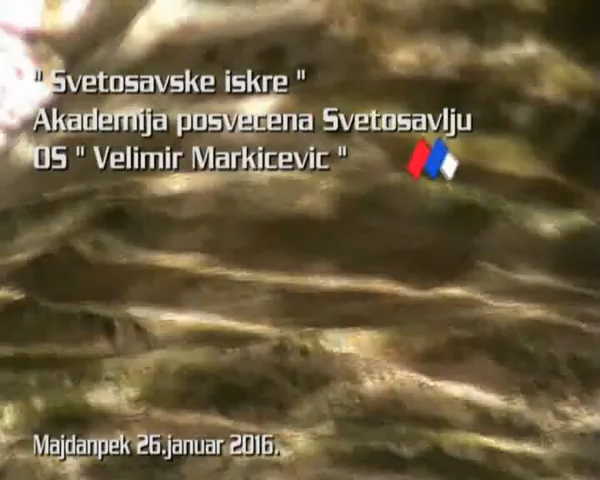 " Svetosavske iskre "
Akademija posvecena Svetosavlju
OS " Velimir Markicevic "
Majdanpek 26.januar 2016.